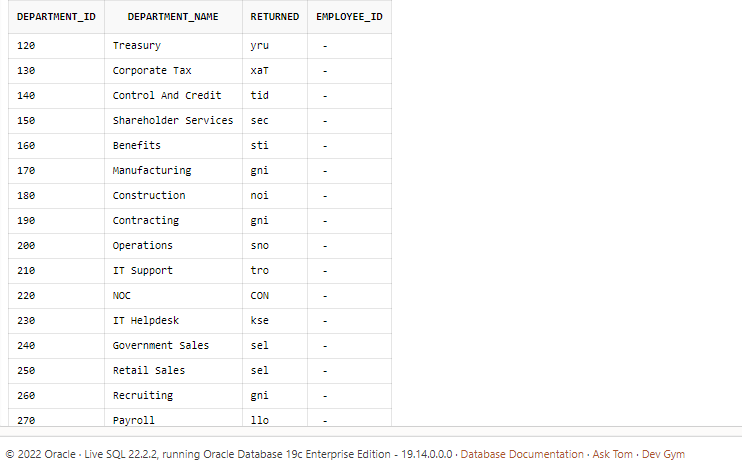 DEPARTMENT_ID DEPARTMENT_NAME RETURNED EMPLOYEE_ID
120 Treasury yru -
130 Corporate Tax xaT -
140 Control And Credit tid -
150 Shareholder Services sec -
160 Benefits sti -
170 Manufacturing gni -
180 Construction noi -
190 Contracting gni -
200 Operations sno -
210 IT Support tro -
220 NOC CON -
230 IT Helpdesk kse -
240 Government Sales sel -
250 Retail Sales sel -
260 Recruiting gni -
270 Payroll llo -
© 2022 Oracle · Live SQL 22.2.2, running Oracle Database 19c Enterprise Edition - 19.14.0.0.0 · Database Documentation · Ask Tom · Dev Gym